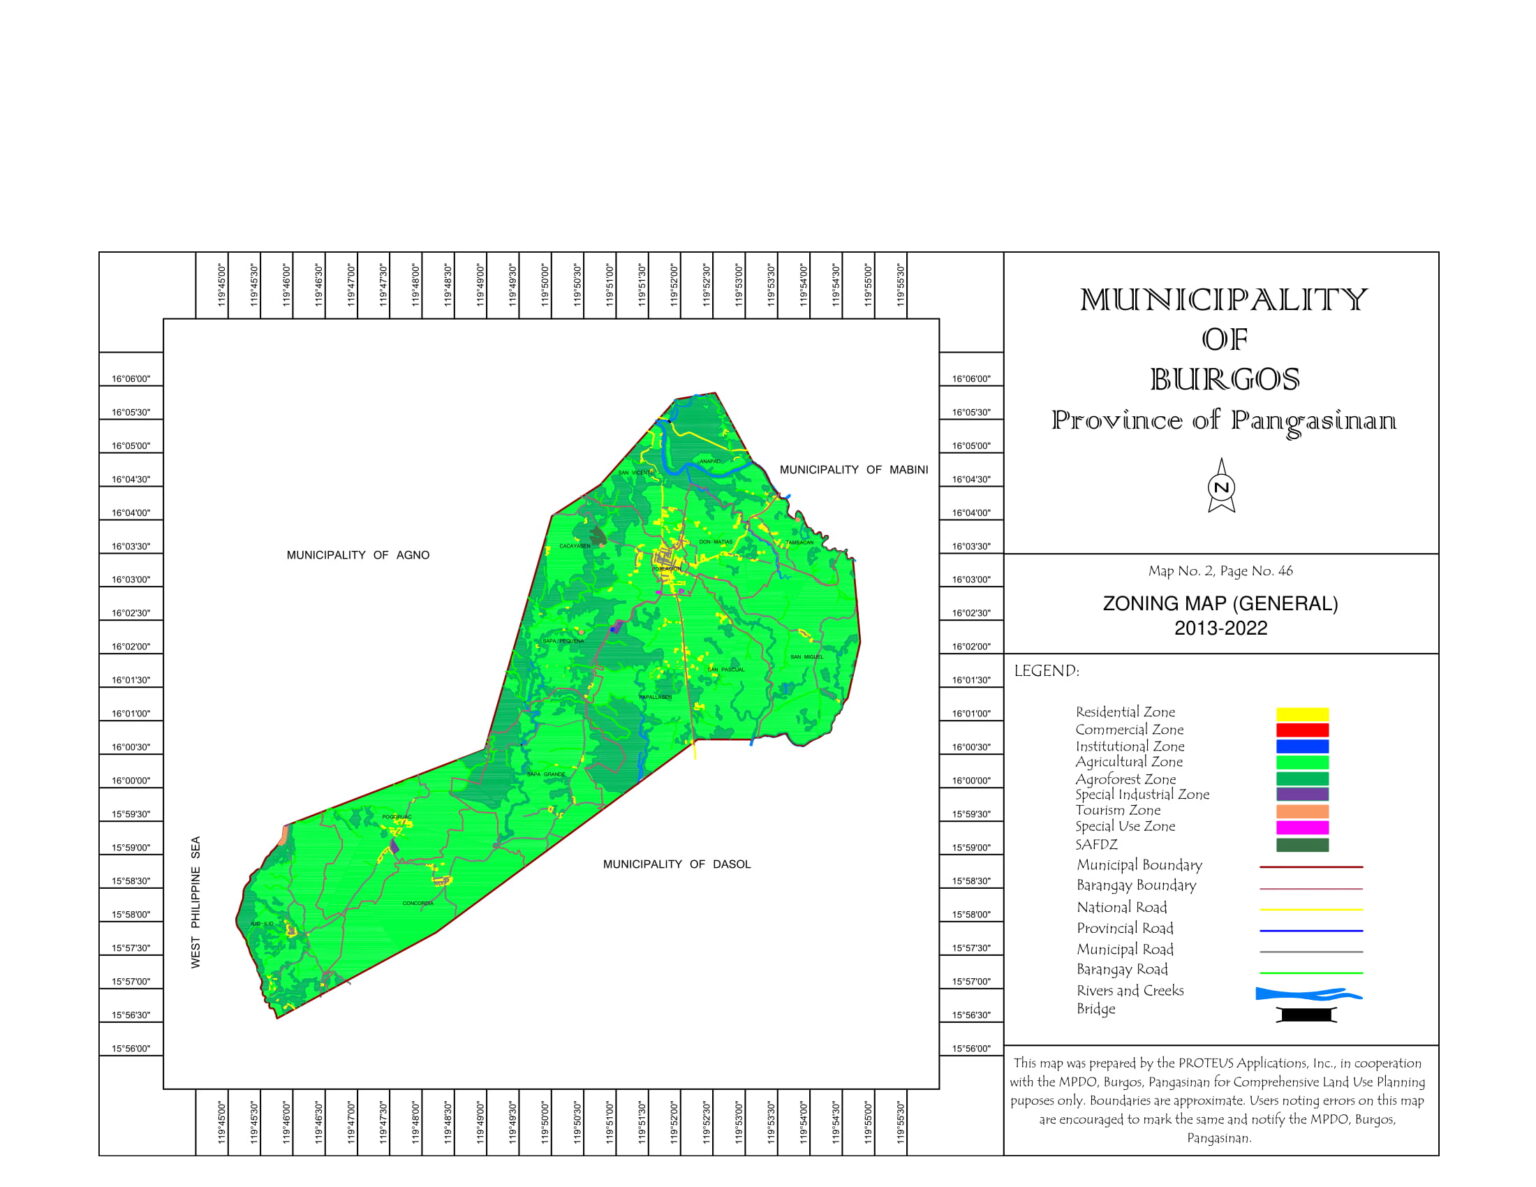 119°45'00"
119°45'30"
119°46'00"
119°46'30"
119°47'00"
119°47'30"
119°48'00"
119°48'30"
119°49'00"
119°49'30"
119°50'00"
119°50'30"
119°51'00"
119°51'30"
119°52'00"
119°52'30"
119°53'00"
119°53'30"
119°54'00"
119°54'30"
119°55'00"
119°55'30"
16°06'00"
16°05'30"
16°05'00"
16°04'30"
16°04'00"
16°03'30"
16°03'00"
16°02'30"
16°02'00"
16°01'30"
16°01'00"
16°00'30"
16°00'00"
15°59'30"
15°59'00"
15°58'30"
15°58'00"
15°57'30"
15°57'00"
15°56'30"
15°56'00"
MUNICIPALITY OF MABINI
MUNICIPALITY OF AGNO
MUNICIPALITY OF DASOL
WEST PHILIPPINE SEA
ANAPAO
SAN VICENTE
CACAYASEN
DON MATIAS
TAMBACAN
POBLACION
SAPA PEQUENA
SAN MIGUEL
SAN PASCUAL
PAPALLASEN
SAPA GRANDE
POGORUAC
CONCORDIA
ILIO-ILIO
16°06'00"
16°05'30"
16°05'00"
16°04'30"
16°04'00"
16°03'30"
16°03'00"
16°02'30"
16°02'00"
16°01'30"
16°01'00"
16°00'30"
16°00'00"
15°59'30"
15°59'00"
15°58'30"
15°58'00"
15°57'30"
15°57'00"
15°56'30"
15°56'00"
119°45'00"
119°45'30"
119°46'00"
119°46'30"
119°47'00"
119°47'30"
119°48'00"
119°48'30"
119°49'00"
119°49'30"
119°50'00"
119°50'30"
119°51'00"
119°51'30"
119°52'00"
119°52'30"
119°53'00"
119°53'30"
119°54'00"
119°54'30"
119°55'00"
119°55'30"
MUNICIPALITY
OF
BURGOS
Province of Pangasinan
N
Map No. 2, Page No. 46
ZONING MAP (GENERAL)
2013-2022
LEGEND:
Residential Zone
Commercial Zone
Institutional Zone
Agricultural Zone
Agroforest Zone
Special Industrial Zone
Tourism Zone
Special Use Zone
SAFDZ
Municipal Boundary
Barangay Boundary
National Road
Provincial Road
Municipal Road
Barangay Road
Rivers and Creeks
Bridge
This map was prepared by the PROTEUS Applications, Inc., in cooperation
with the MPDO, Burgos, Pangasinan for Comprehensive Land Use Planning
puposes only. Boundaries are approximate. Users noting errors on this map
are encouraged to mark the same and notify the MPDO, Burgos,
Pangasinan.